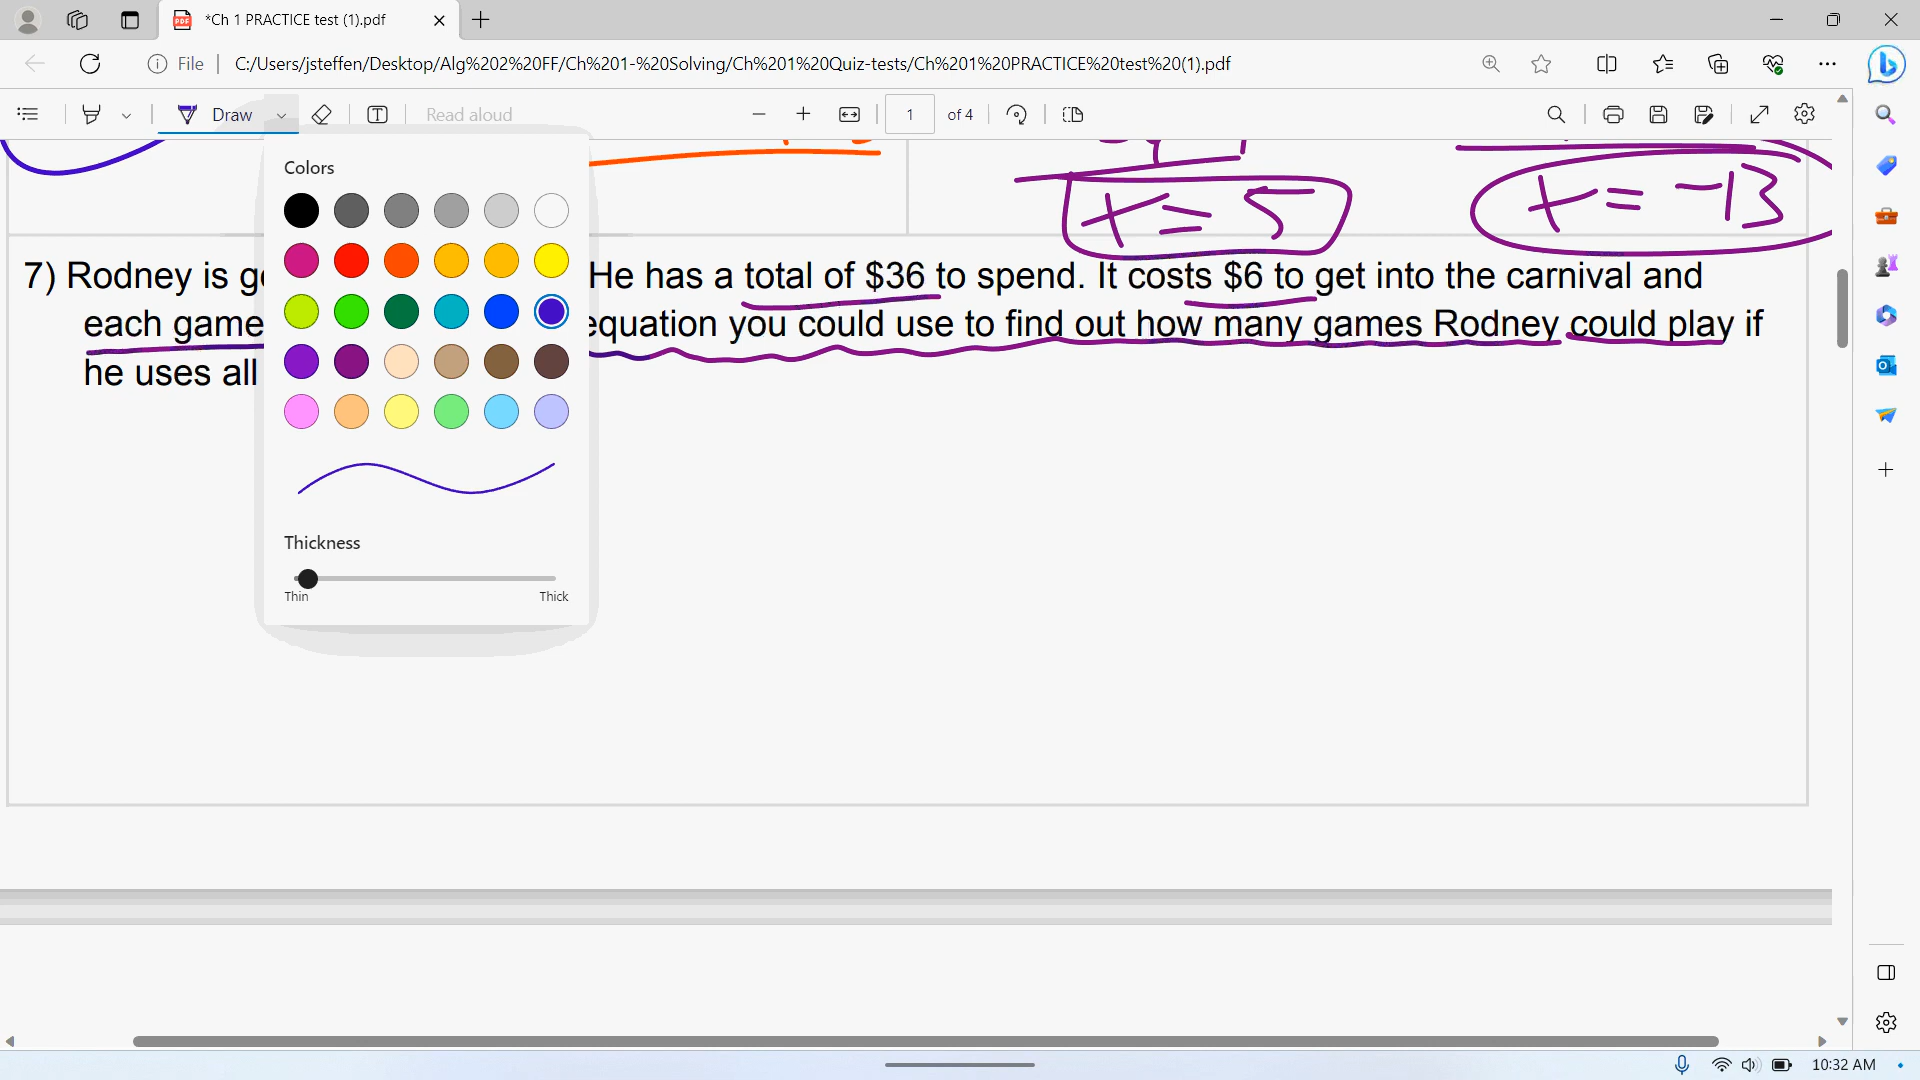 *Ch 1 PRACTICE test (1).pdf
File
C:/Users/jsteffen/Desktop/Alg%202%20FF/Ch%201-%20Solving/Ch%201%20Quiz-tests/Ch%201%20PRACTICE%20test%20(1).pdf
Draw
Read aloud
1 of 4
Colors
t = 5
t = -13
7) Rodney is He has a total of $36 to spend. It costs $6 to get into the carnival and
each game equation you could use to find out how many games Rodney could play if
he uses all
Thickness
Thin Thick
10:32 AM